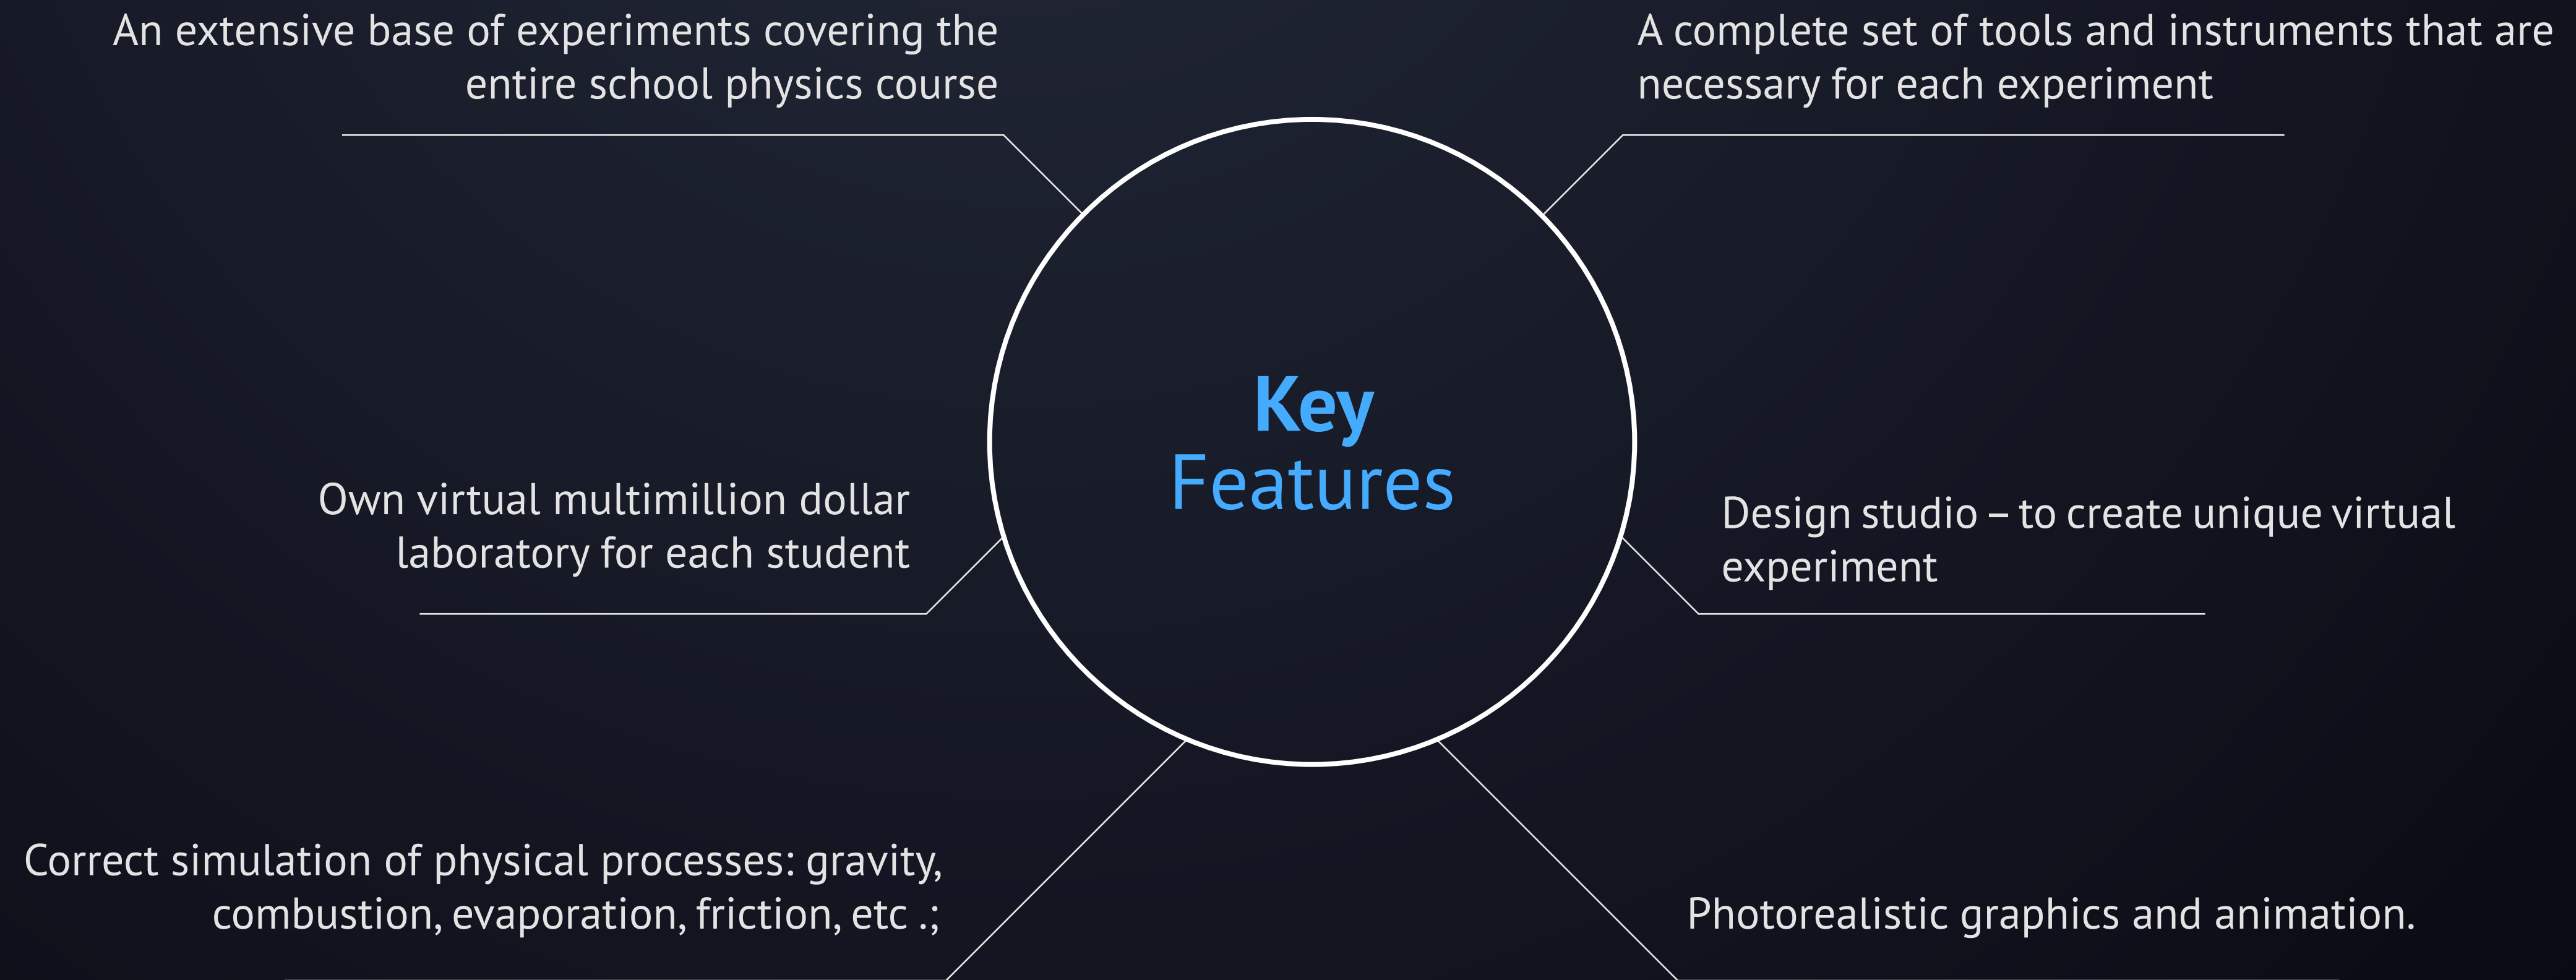 An extensive base of experiments covering the
entire school physics course
A complete set of tools and instruments that are
necessary for each experiment
Key
Features
Own virtual multimillion dollar
laboratory for each student
Design studio – to create unique virtual
experiment
Correct simulation of physical processes: gravity,
combustion, evaporation, friction, etc .;
Photorealistic graphics and animation.